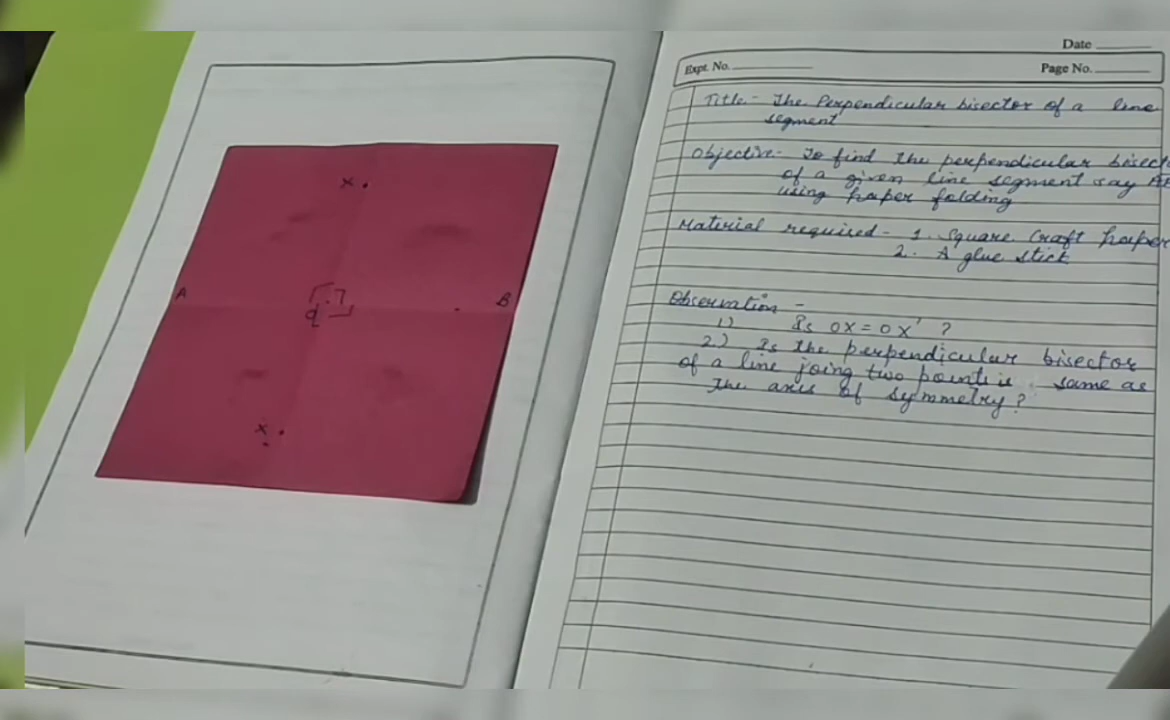 Date
Expt. No.
Page No.
Title - The Perpendicular bisector of a line
segment
Objective - To find the perpendicular bisect
of a given line segment say AB
using paper folding
Material required - 1. Square Craft paper
2. A glue stick
Observation -
1) Is OX = OX' ?
2) Is the perpendicular bisector
of a line joing two points is same as
the axis of symmetry?
X
A
B
X